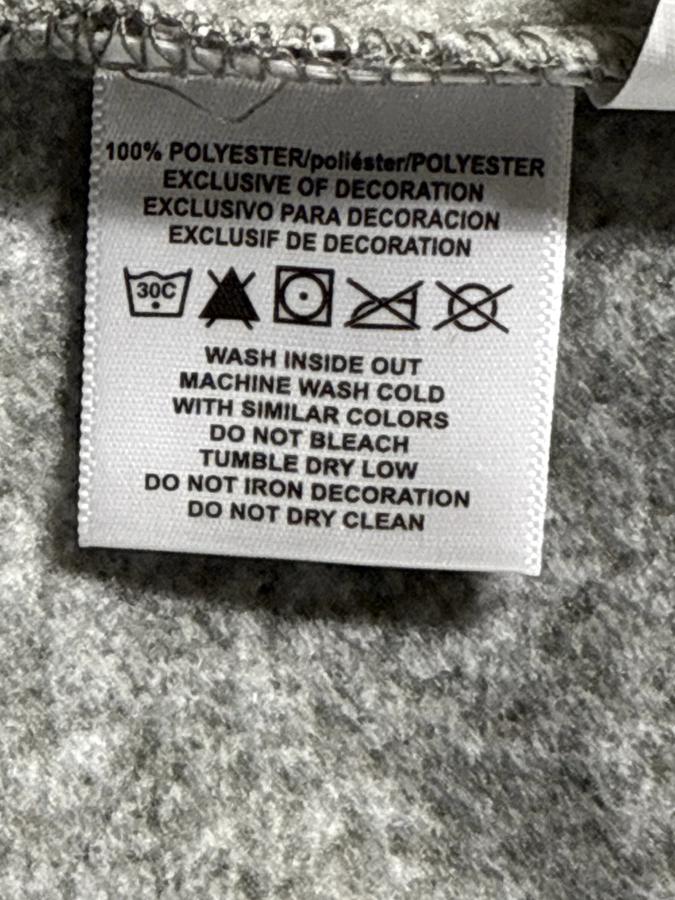 100% POLYESTER/poliéster/POLYESTER
EXCLUSIVE OF DECORATION
EXCLUSIVO PARA DECORACION
EXCLUSIF DE DECORATION
30C
WASH INSIDE OUT
MACHINE WASH COLD
WITH SIMILAR COLORS
DO NOT BLEACH
TUMBLE DRY LOW
DO NOT IRON DECORATION
DO NOT DRY CLEAN